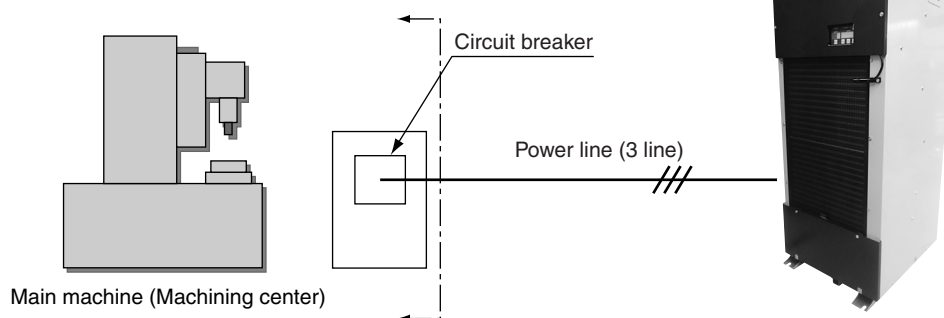 Circuit breaker
Power line (3 line)
Main machine (Machining center)